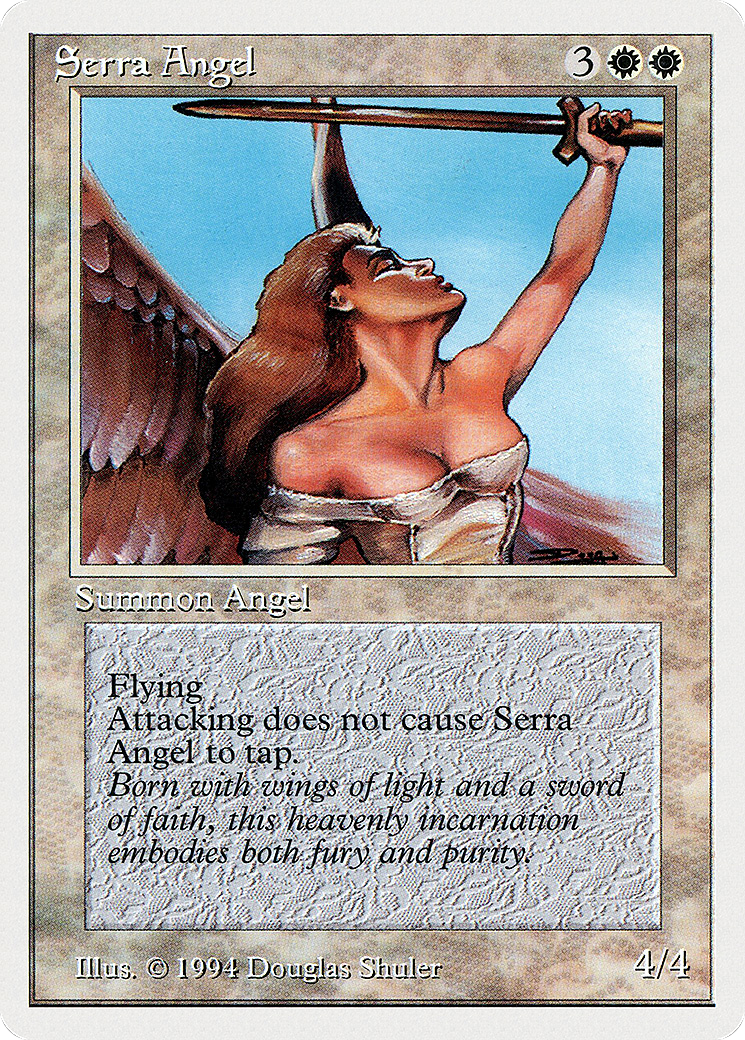 Serra Angel 3
Summon Angel
Flying
Attacking does not cause Serra
Angel to tap.
Born with wings of light and a sword
of faith, this heavenly incarnation
embodies both fury and purity.
Illus. © 1994 Douglas Shuler 4/4